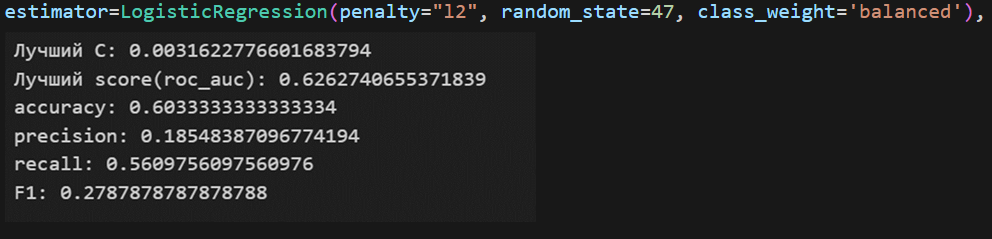 estimator=LogisticRegression(penalty="l2", random_state=47, class_weight='balanced'),
Лучший C: 0.0031622776601683794
Лучший score(roc_auc): 0.6262740655371839
accuracy: 0.6033333333333334
precision: 0.18548387096774194
recall: 0.5609756097560976
F1: 0.2787878787878788